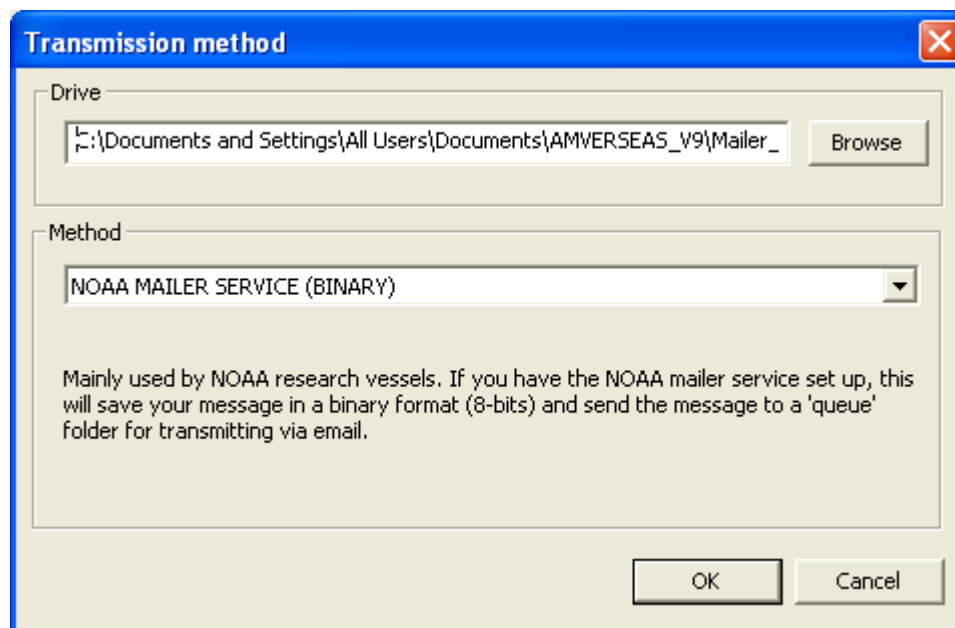 Transmission method
Drive
C:\Documents and Settings\All Users\Documents\AMVERSEAS_V9\Mailer_
Browse
Method
NOAA MAILER SERVICE (BINARY)
Mainly used by NOAA research vessels. If you have the NOAA mailer service set up, this
will save your message in a binary format (8-bits) and send the message to a 'queue'
folder for transmitting via email.
OK
Cancel